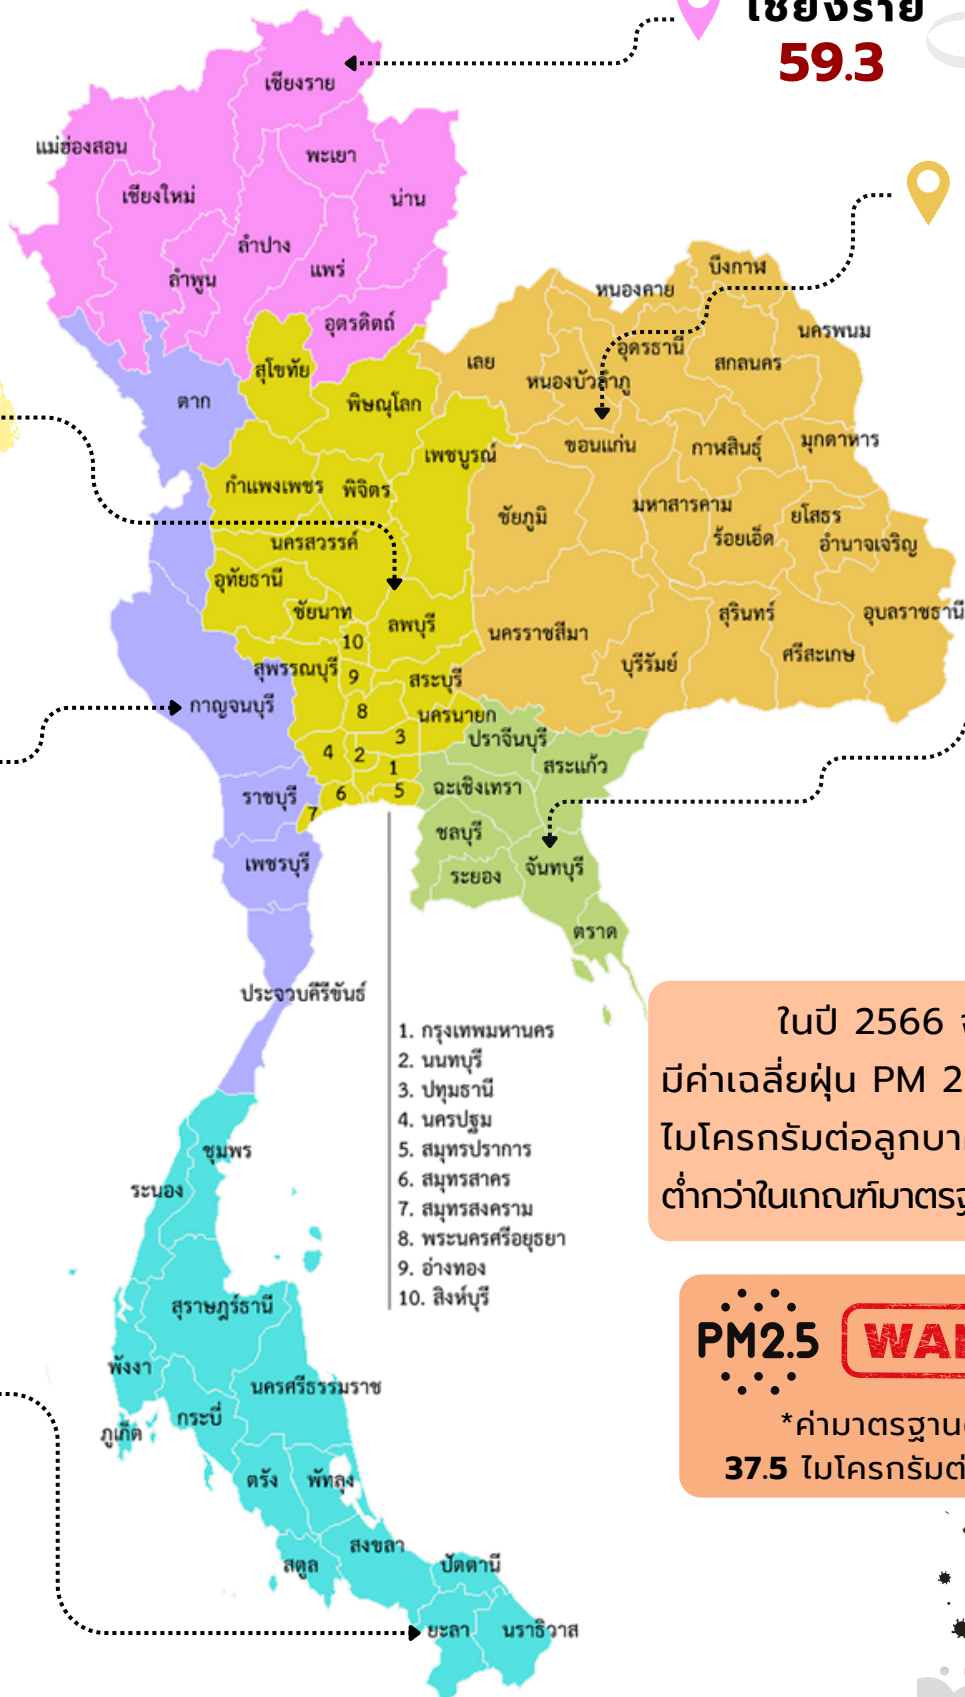 เชียงราย
59.3
เชียงราย
แม่ฮ่องสอน
พะเยา
เชียงใหม่
น่าน
ลำปาง
ลำพูน
แพร่
อุตรดิตถ์
บึงกาฬ
หนองคาย
นครพนม
อุดรธานี
สกลนคร
เลย
หนองบัวลำภู
สุโขทัย
ตาก
พิษณุโลก
ขอนแก่น
กาฬสินธุ์
มุกดาหาร
เพชบูรณ์
กำแพงเพชร
พิจิตร
ชัยภูมิ
มหาสารคาม
ยโสธร
ร้อยเอ็ด
อำนาจเจริญ
นครสวรรค์
อุทัยธานี
ชัยนาท
ลพบุรี
นครราชสีมา
สุรินทร์
อุบลราชธานี
10
บุรีรัมย์
ศรีสะเกษ
สุพรรณบุรี
9
สระบุรี
กาญจนบุรี
8
นครนายก
3
ปราจีนบุรี
4
2
1
สระแก้ว
ราชบุรี
6
5
ฉะเชิงเทรา
7
ชลบุรี
เพชรบุรี
ระยอง
จันทบุรี
ตราด
ประจวบคีรีขันธ์
1. กรุงเทพมหานคร
2. นนทบุรี
3. ปทุมธานี
4. นครปฐม
5. สมุทรปราการ
6. สมุทรสาคร
7. สมุทรสงคราม
8. พระนครศรีอยุธยา
9. อ่างทอง
10. สิงห์บุรี
ในปี 2566
มีค่าเฉลี่ยฝุ่น PM 2
ไมโครกรัมต่อลูกบา
ต่ำกว่าในเกณฑ์มาตรฐ
PM2.5
*ค่ามาตรฐาน
37.5 ไมโครกรัมต่
ชุมพร
ระนอง
สุราษฎร์ธานี
พังงา
นครศรีธรรมราช
กระบี่
ภูเก็ต
ตรัง
พัทลุง
สงขลา
สตูล
ปัตตานี
ยะลา
นราธิวาส